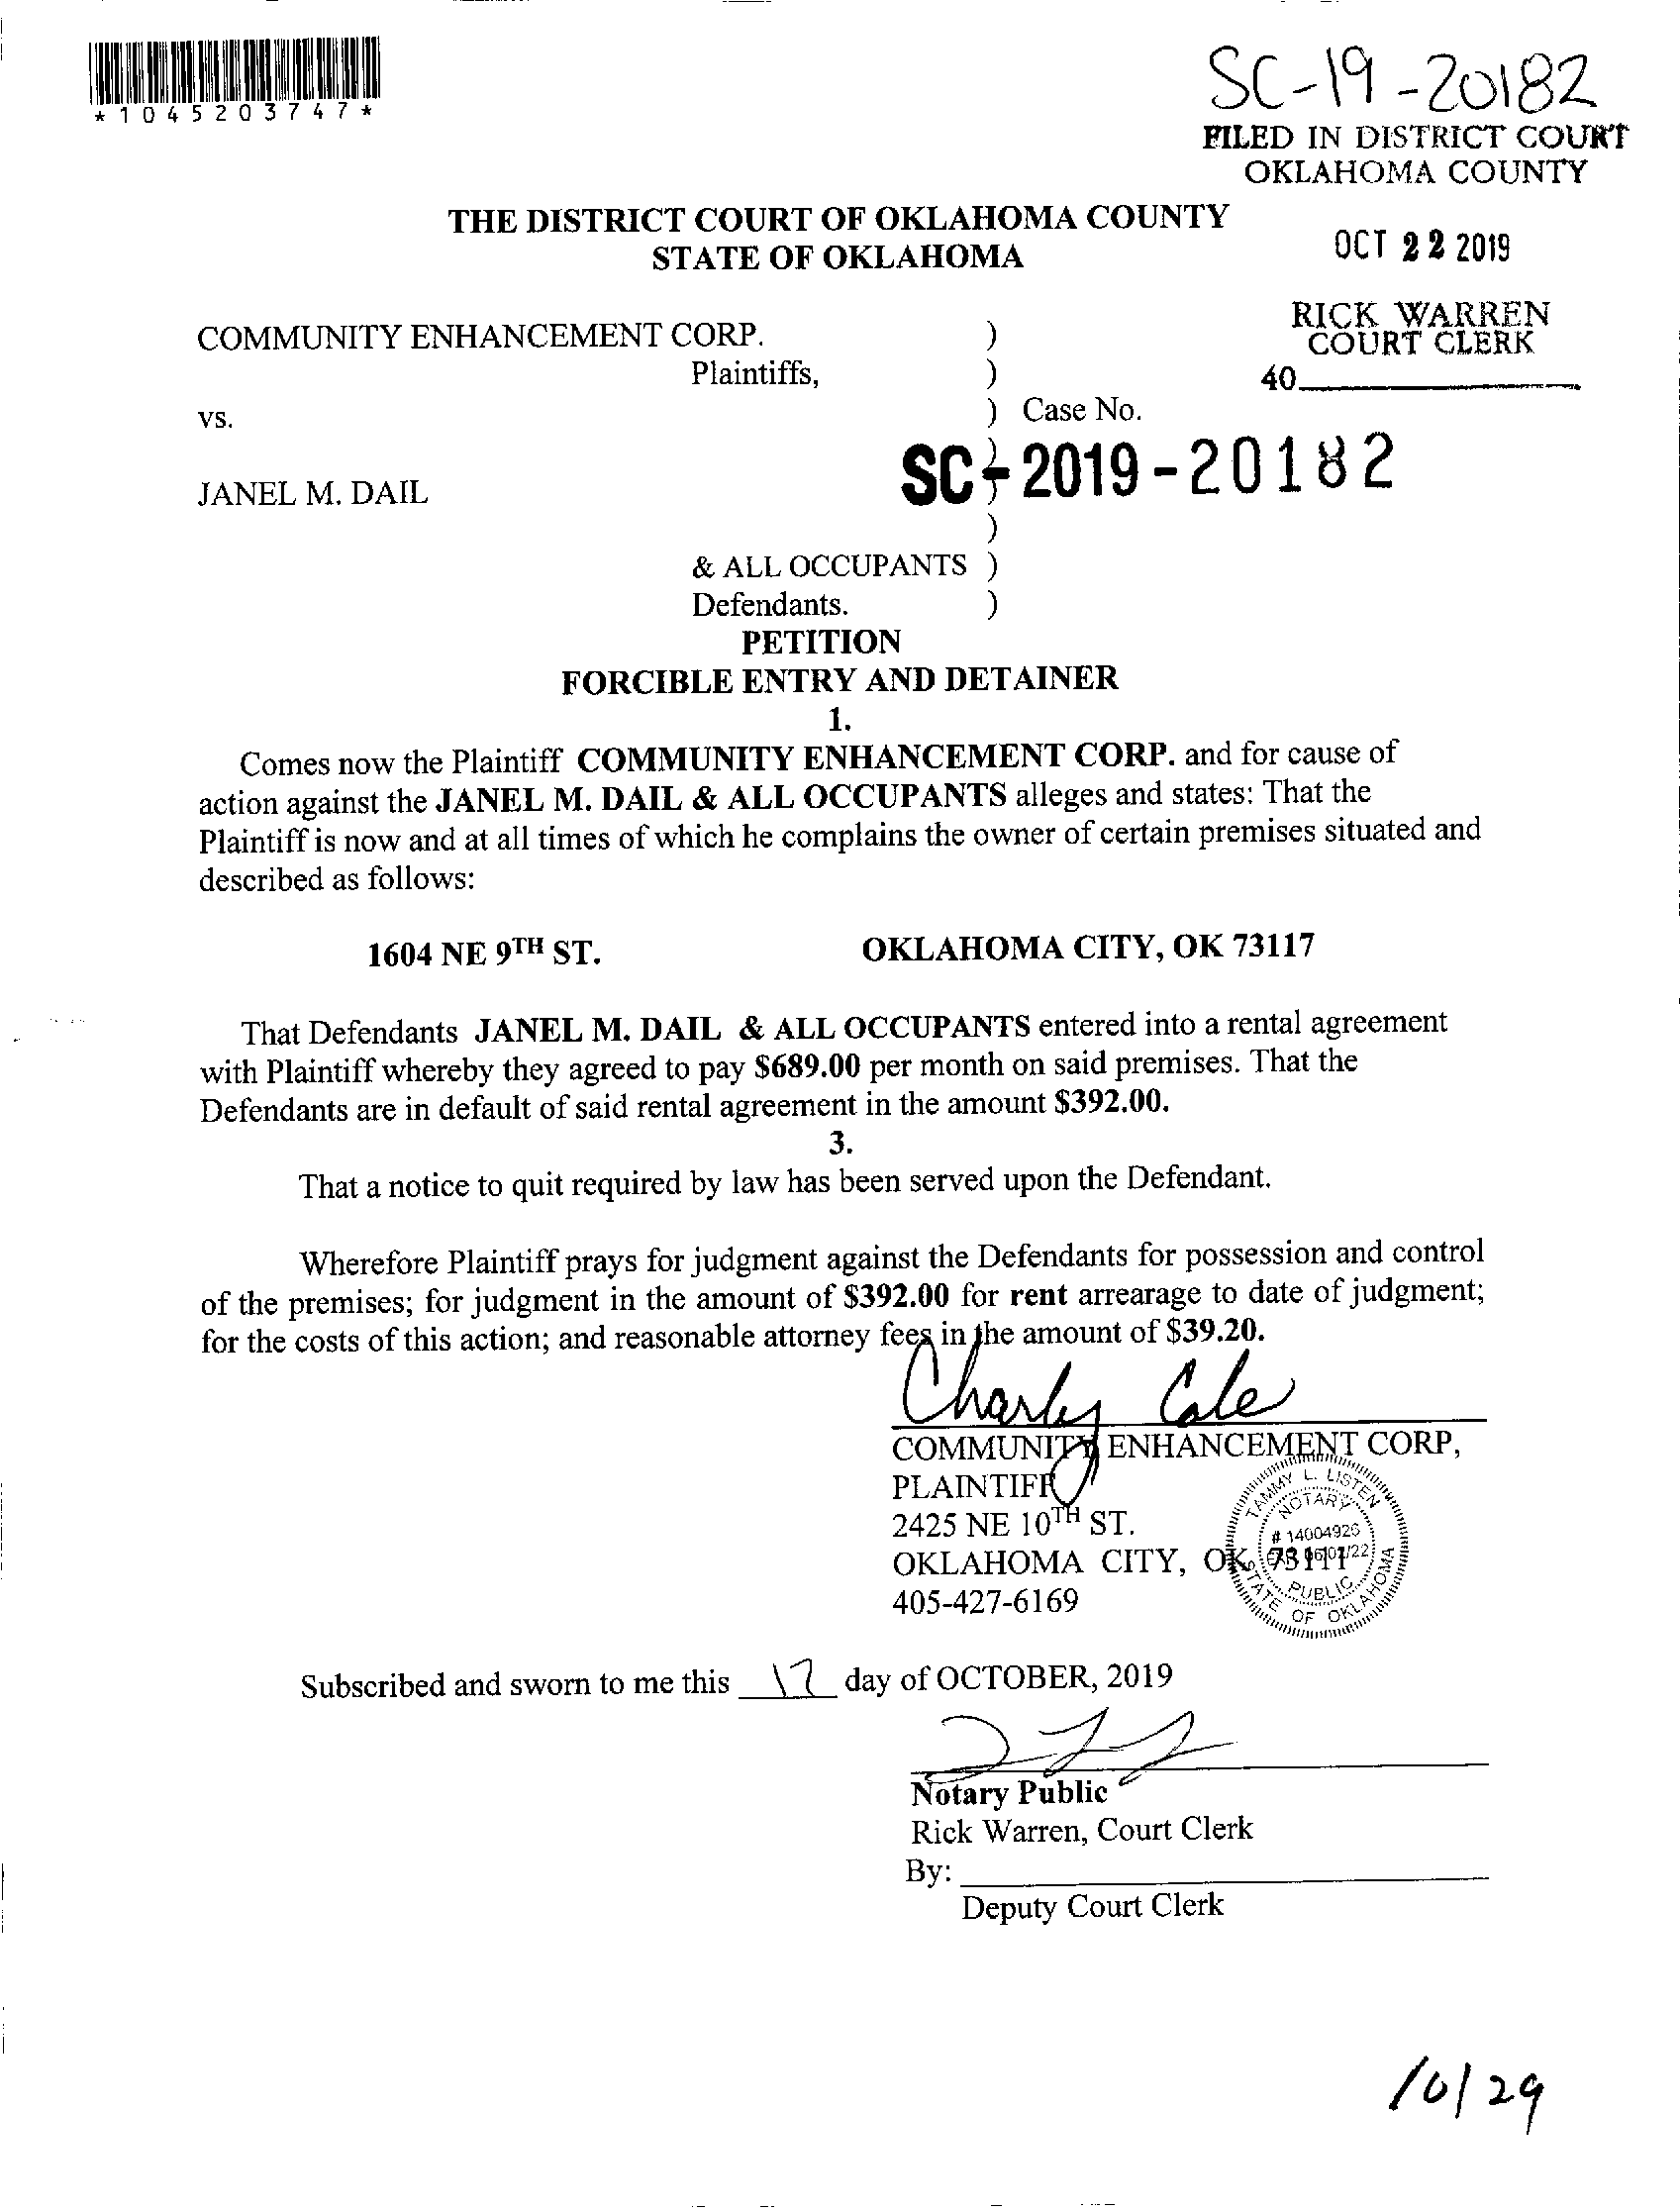 SC-19-20182
*1045203747*
FILED IN DISTRICT COURT
OKLAHOMA COUNTY
THE DISTRICT COURT OF OKLAHOMA COUNTY
STATE OF OKLAHOMA
OCT 22 2019
RICK WARREN
COURT CLERK
40
COMMUNITY ENHANCEMENT CORP. )
Plaintiffs, )
vs. ) Case No.
SC-2019-20182
JANEL M. DAIL )
)
& ALL OCCUPANTS )
Defendants. )
PETITION
FORCIBLE ENTRY AND DETAINER
1.
Comes now the Plaintiff COMMUNITY ENHANCEMENT CORP. and for cause of
action against the JANEL M. DAIL & ALL OCCUPANTS alleges and states: That the
Plaintiff is now and at all times of which he complains the owner of certain premises situated and
described as follows:
1604 NE 9TH ST. OKLAHOMA CITY, OK 73117
That Defendants JANEL M. DAIL & ALL OCCUPANTS entered into a rental agreement
with Plaintiff whereby they agreed to pay $689.00 per month on said premises. That the
Defendants are in default of said rental agreement in the amount $392.00.
3.
That a notice to quit required by law has been served upon the Defendant.
Wherefore Plaintiff prays for judgment against the Defendants for possession and control
of the premises; for judgment in the amount of $392.00 for rent arrearage to date of judgment;
for the costs of this action; and reasonable attorney fees in the amount of $39.20.
Charley Cole
COMMUNITY ENHANCEMENT CORP,
PLAINTIFF
2425 NE 10TH ST.
OKLAHOMA CITY, OK 73117
405-427-6169
TAMMY L. LISTEN
NOTARY
# 14004926
EXP. 06/02/22
PUBLIC
STATE OF OKLAHOMA
Subscribed and sworn to me this 17 day of OCTOBER, 2019
Notary Public
Rick Warren, Court Clerk
By:
Deputy Court Clerk
10/29